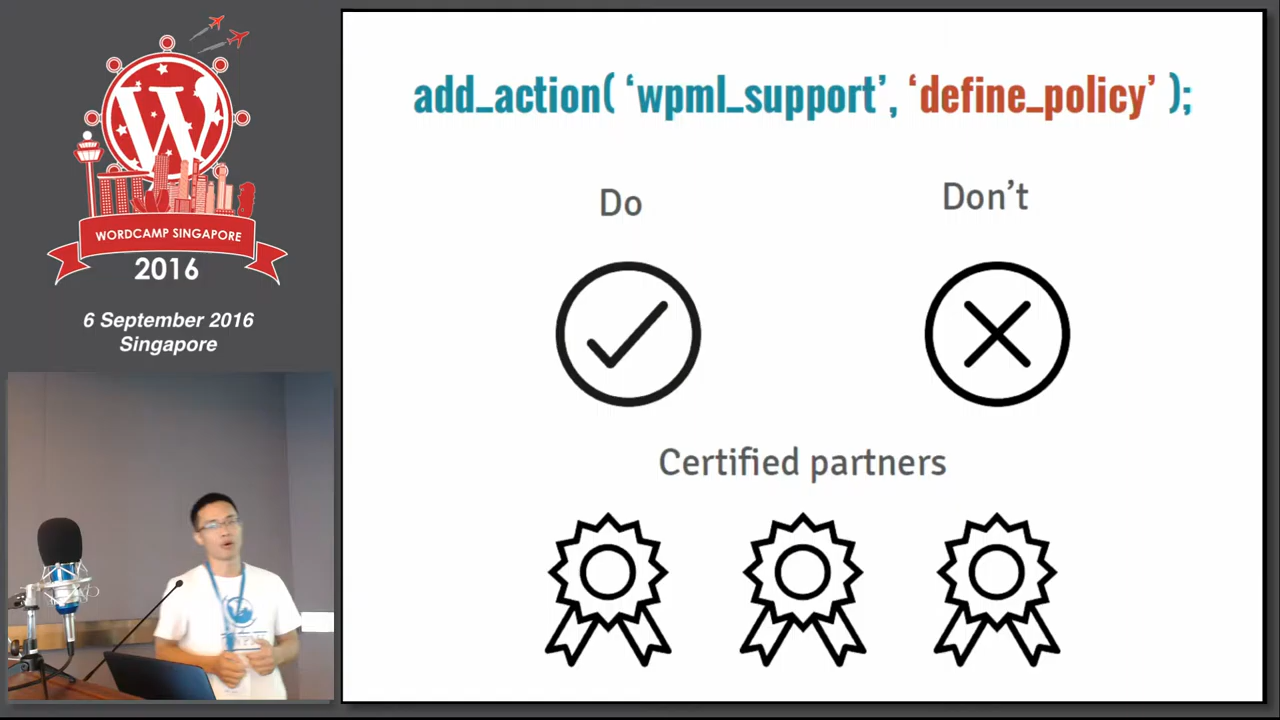 WORDCAMP SINGAPORE
2016
6 September 2016
Singapore
add_action( ‘wpml_support’, ‘define_policy’ );
Do
Don’t
Certified partners